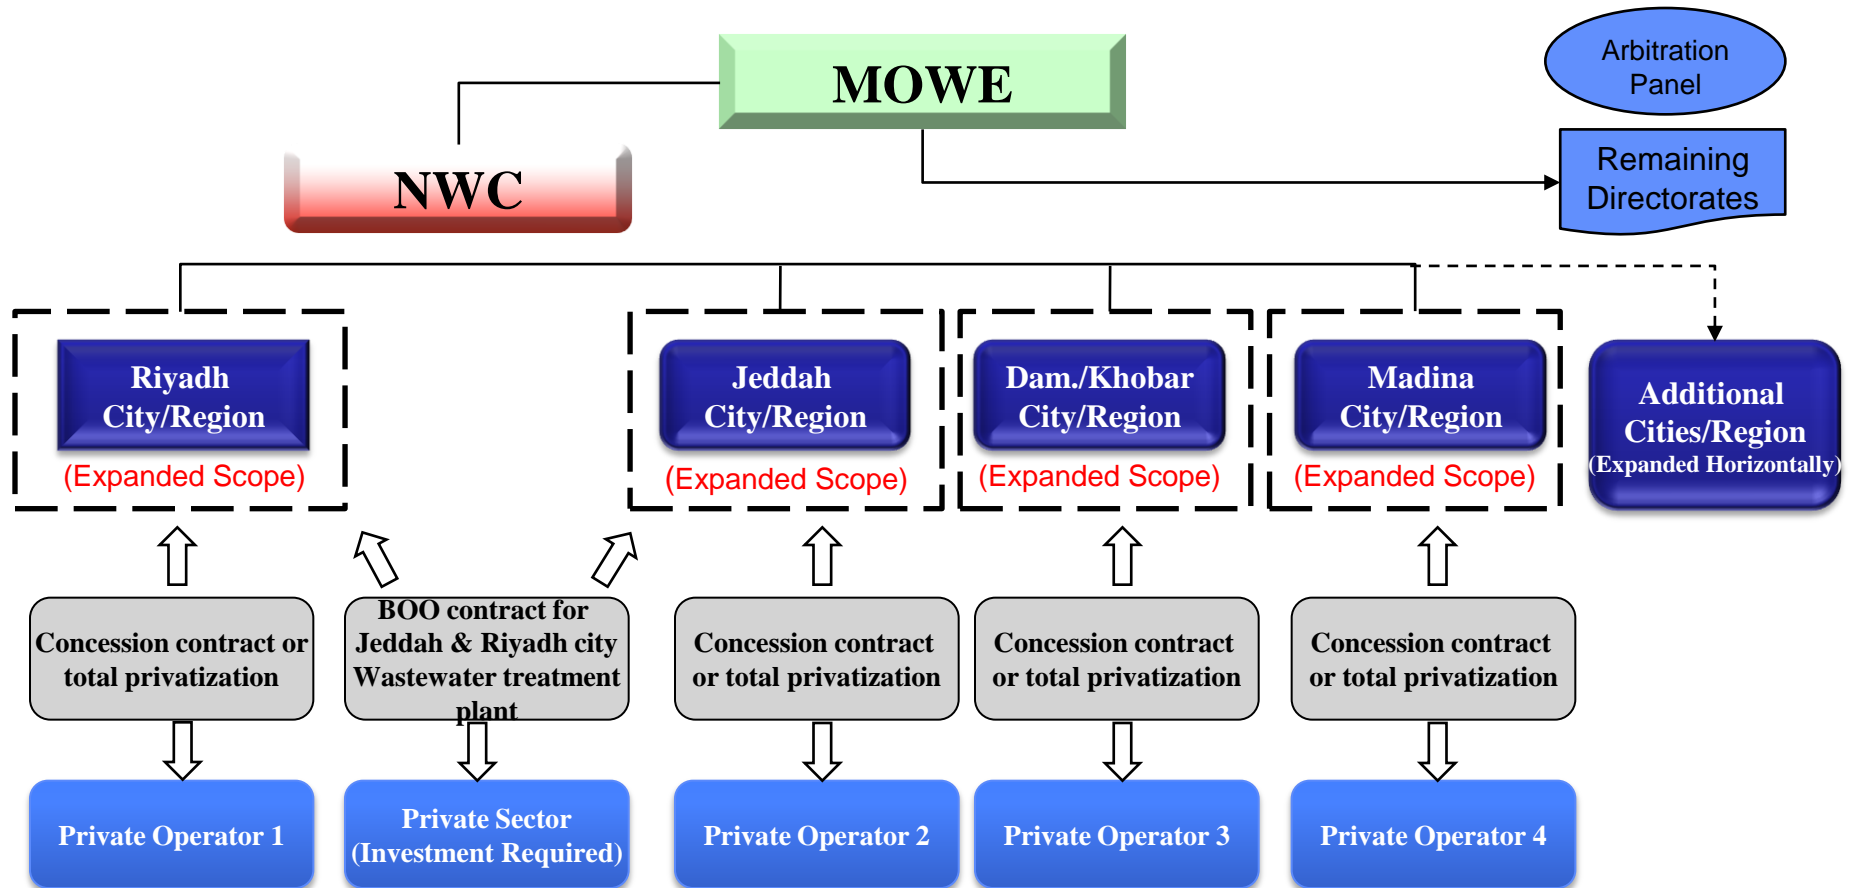 MOWE
Arbitration
Panel
NWC
Remaining
Directorates
Riyadh
City/Region
(Expanded Scope)
Jeddah
City/Region
(Expanded Scope)
Dam./Khobar
City/Region
(Expanded Scope)
Madina
City/Region
(Expanded Scope)
Additional
Cities/Region
(Expanded Horizontally)
Concession contract or
total privatization
BOO contract for
Jeddah & Riyadh city
Wastewater treatment
plant
Concession contract
or total privatization
Concession contract
or total privatization
Concession contract
or total privatization
Private Operator 1
Private Sector
(Investment Required)
Private Operator 2
Private Operator 3
Private Operator 4